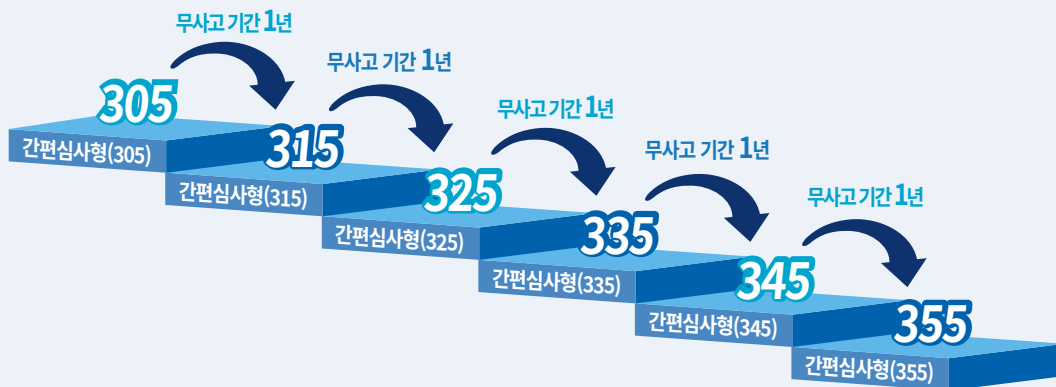 무사고 기간 1년
무사고 기간 1년
무사고 기간 1년
무사고 기간 1년
무사고 기간 1년
305
간편심사형(305)
315
간편심사형(315)
325
간편심사형(325)
335
간편심사형(335)
345
간편심사형(345)
355
간편심사형(355)